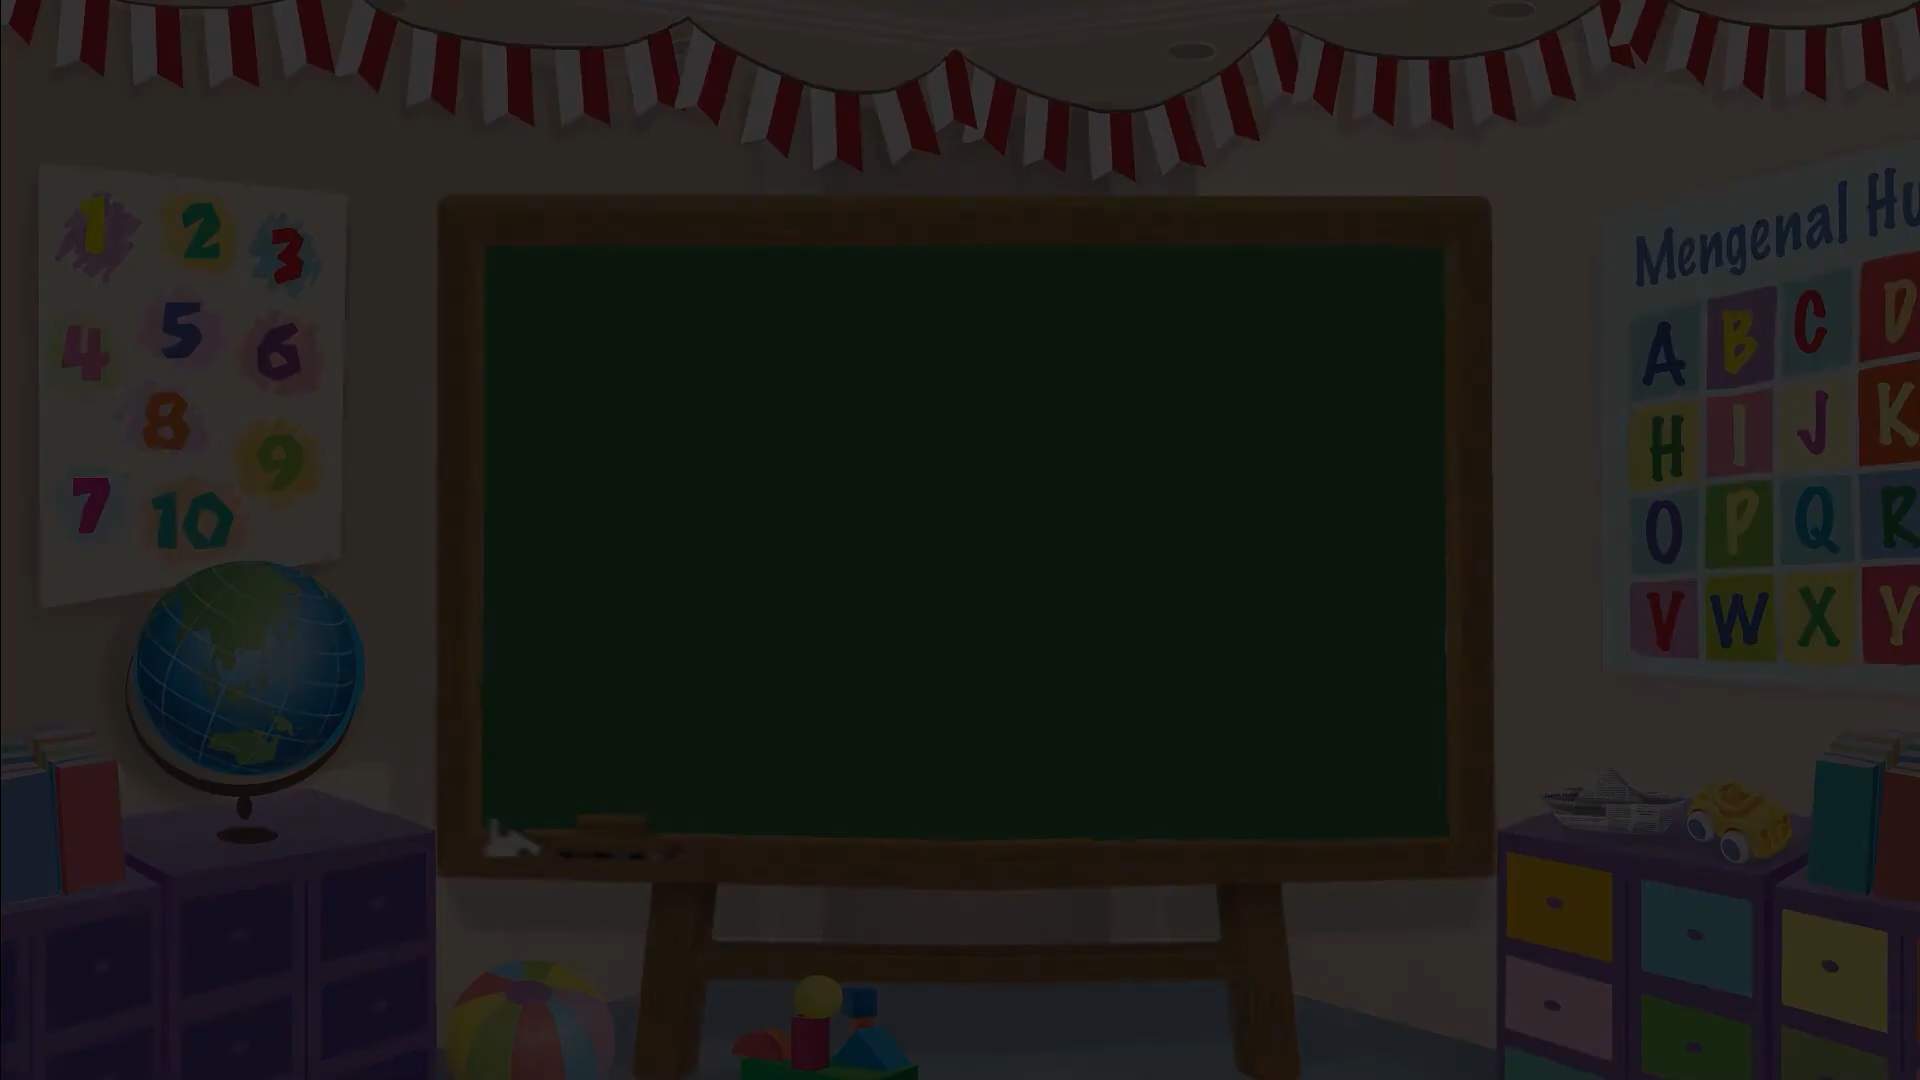 1 2 3
4 5 6
8 9
7 10
Mengenal Hu
A B C D
H I J K
O P Q R
V W X Y